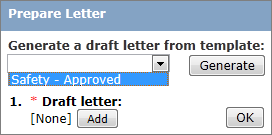 Prepare Letter
Generate a draft letter from template:
Generate
Safety - Approved
1. * Draft letter:
[None] Add
OK